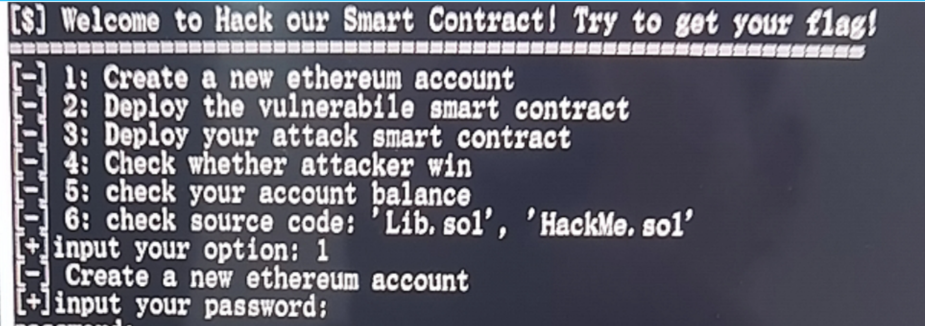 [$] Welcome to Hack our Smart Contract! Try to get your flag!
[-] 1: Create a new ethereum account
[-] 2: Deploy the vulnerabile smart contract
[-] 3: Deploy your attack smart contract
[-] 4: Check whether attacker win
[-] 5: check your account balance
[-] 6: check source code: 'Lib.sol', 'HackMe.sol'
[+]input your option: 1
[-] Create a new ethereum account
[+]input your password: